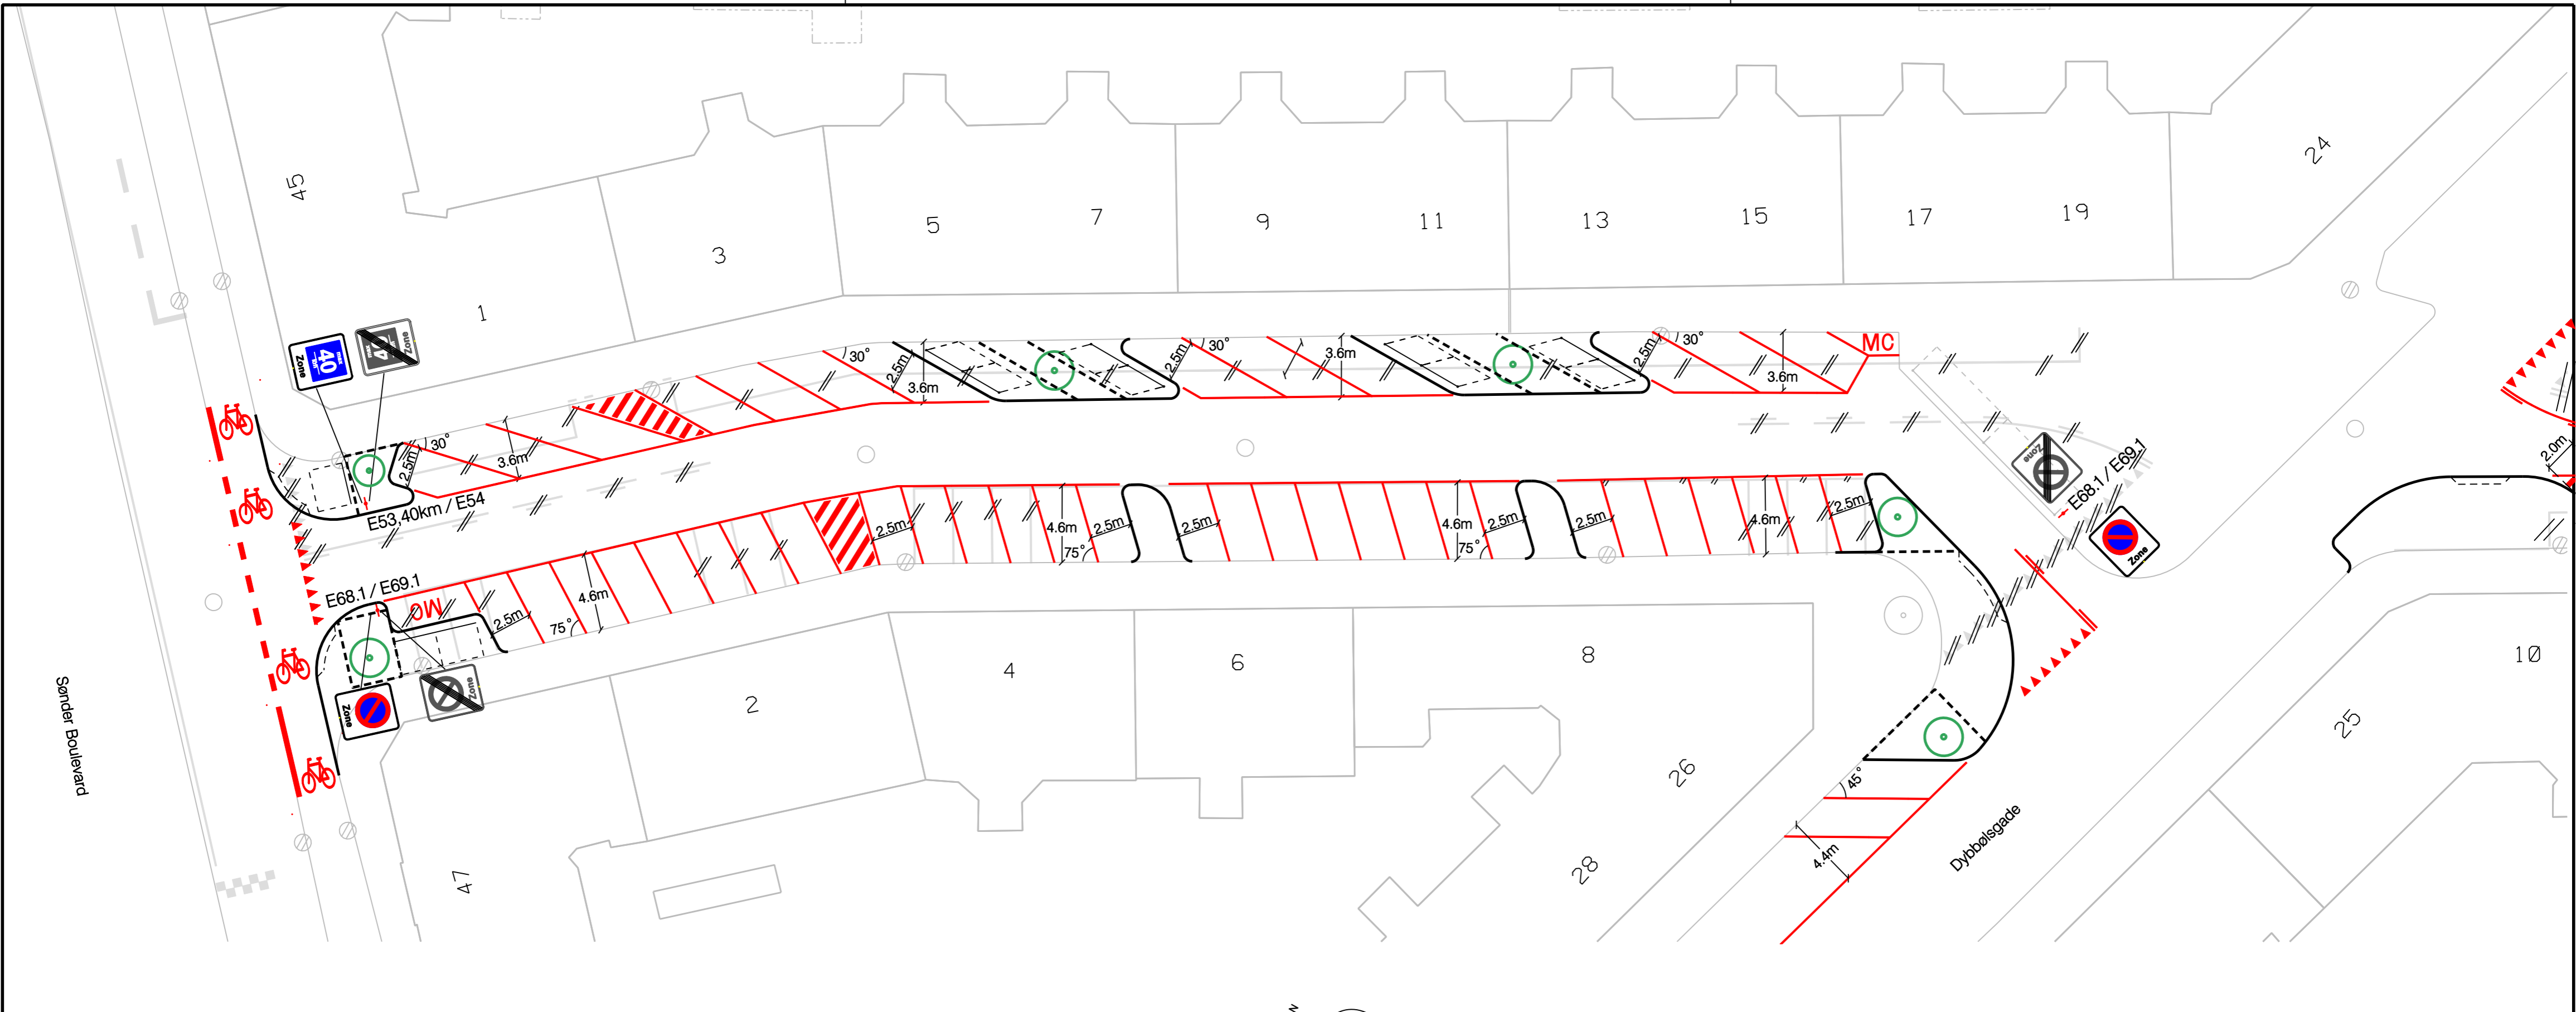 45
24
5
7
9
11
13
15
17
19
3
1
Zone
40
Zone
30°
2.5m
3.6m
2.5m
30°
3.6m
2.5m
30°
3.6m
MC
30°
2.5m
3.6m
E53,40km / E54
Zone
E68.1 / E69.1
2.0m
Zone
2.5m
4.6m
75°
2.5m
2.5m
4.6m
75°
2.5m
2.5m
4.6m
2.5m
E68.1 / E69.1
MC
2.5m
75°
4.6m
Zone
Zone
2
4
6
8
10
26
25
28
45°
4.4m
Dybbølsgade
Sønder Boulevard
47
N